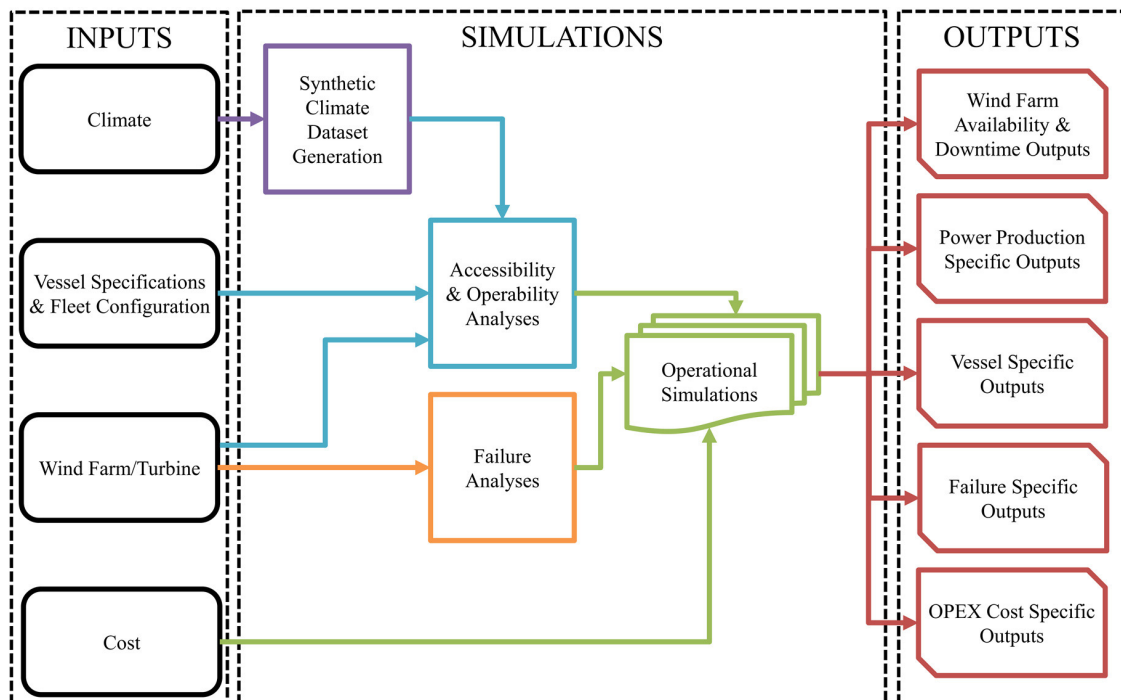 INPUTS
Climate
Vessel Specifications
& Fleet Configuration
Wind Farm/Turbine
Cost
SIMULATIONS
Synthetic
Climate
Dataset
Generation
Accessibility
& Operability
Analyses
Failure
Analyses
Operational
Simulations
OUTPUTS
Wind Farm
Availability &
Downtime Outputs
Power Production
Specific Outputs
Vessel Specific
Outputs
Failure Specific
Outputs
OPEX Cost Specific
Outputs